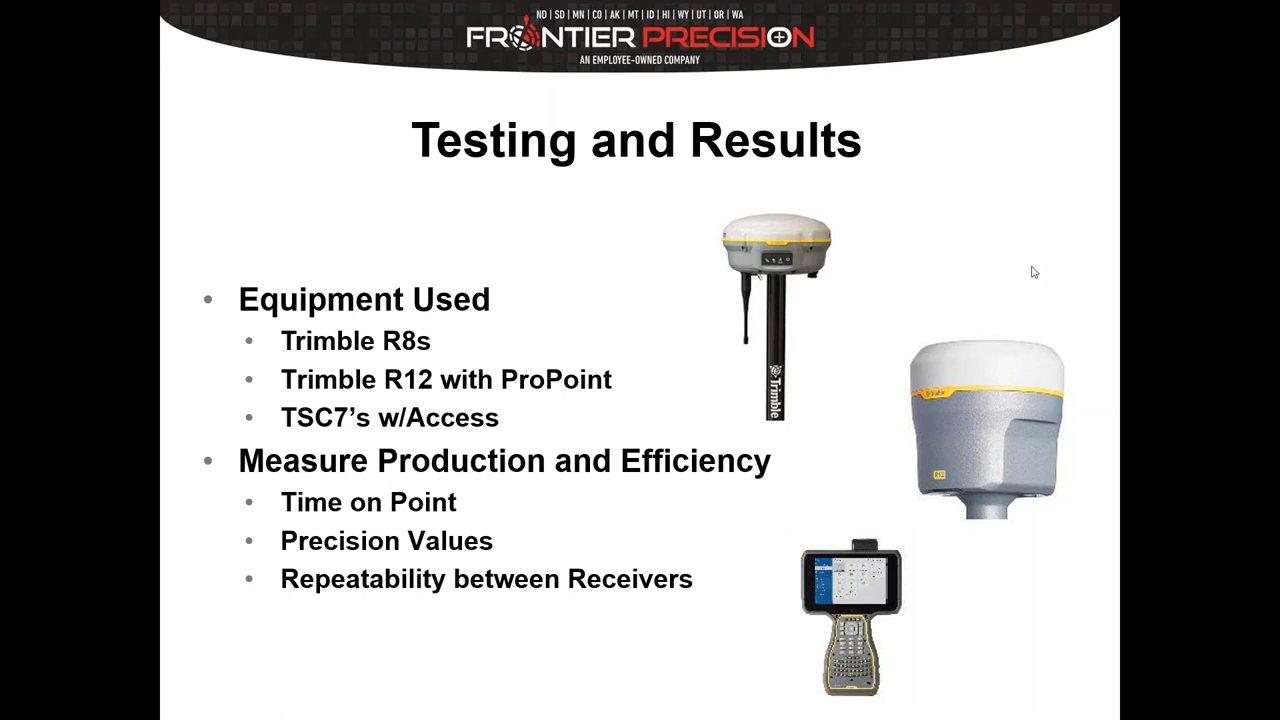 ND | SD | MN | CO | AK | MT | ID | HI | WY | UT | OR | WA
FRONTIER PRECISION
AN EMPLOYEE-OWNED COMPANY
Testing and Results
• Equipment Used
• Trimble R8s
• Trimble R12 with ProPoint
• TSC7’s w/Access
• Measure Production and Efficiency
• Time on Point
• Precision Values
• Repeatability between Receivers
Trimble
R12